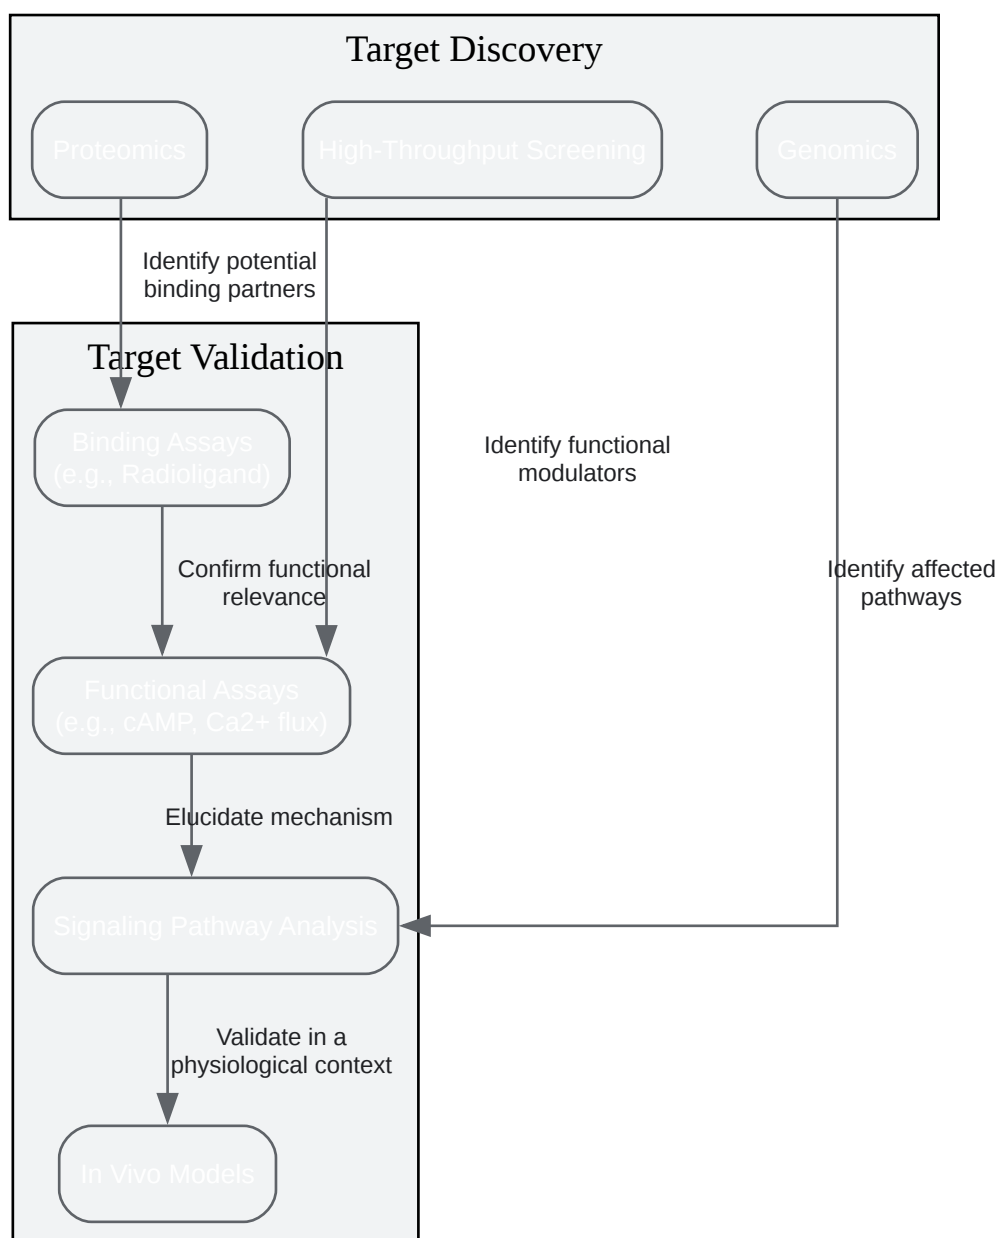 Target Discovery
Proteomics
High-Throughput Screening
Genomics
Identify potential
binding partners
Target Validation
Binding Assays
(e.g., Radioligand)
Identify functional
modulators
Confirm functional
relevance
Identify affected
pathways
Functional Assays
(e.g., cAMP, Ca2+ flux)
Elucidate mechanism
Signaling Pathway Analysis
Validate in a
physiological context
In Vivo Models